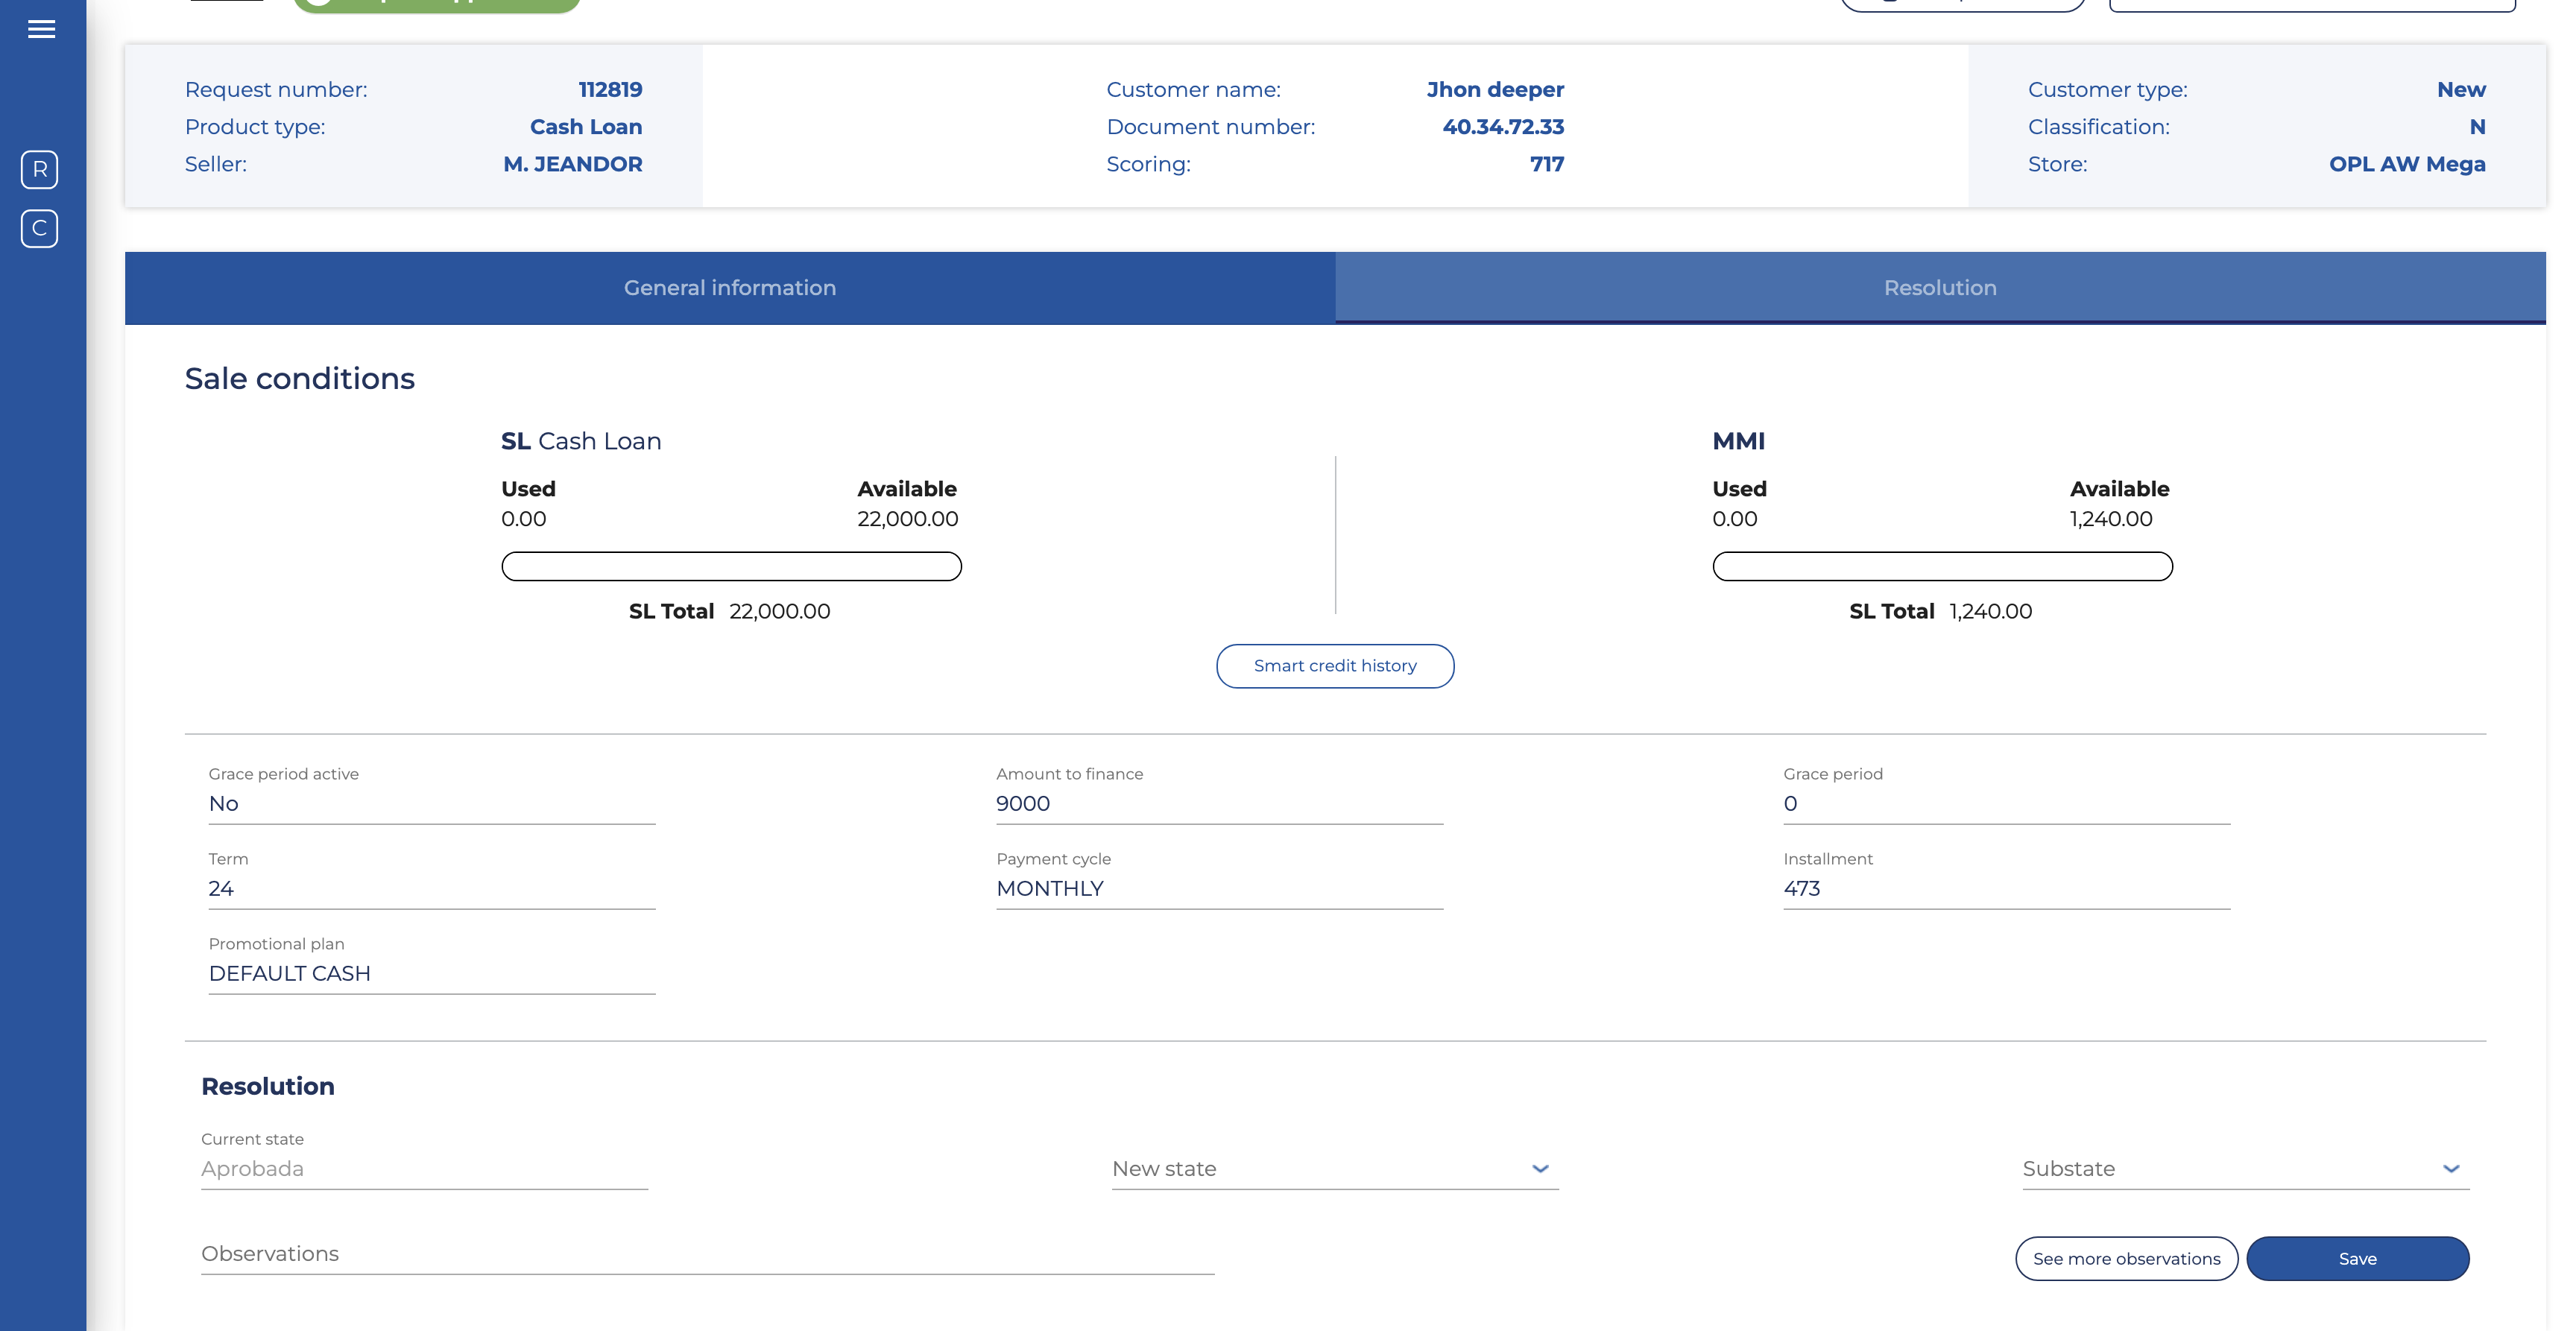 R
C
Request number: 112819
Product type: Cash Loan
Seller: M. JEANDOR
Customer name: Jhon deeper
Document number: 40.34.72.33
Scoring: 717
Customer type: New
Classification: N
Store: OPL AW Mega
General information
Resolution
Sale conditions
SL Cash Loan
Used Available
0.00 22,000.00
SL Total 22,000.00
MMI
Used Available
0.00 1,240.00
SL Total 1,240.00
Smart credit history
Grace period active
No
Amount to finance
9000
Grace period
0
Term
24
Payment cycle
MONTHLY
Installment
473
Promotional plan
DEFAULT CASH
Resolution
Current state
Aprobada
New state
Substate
Observations
See more observations
Save